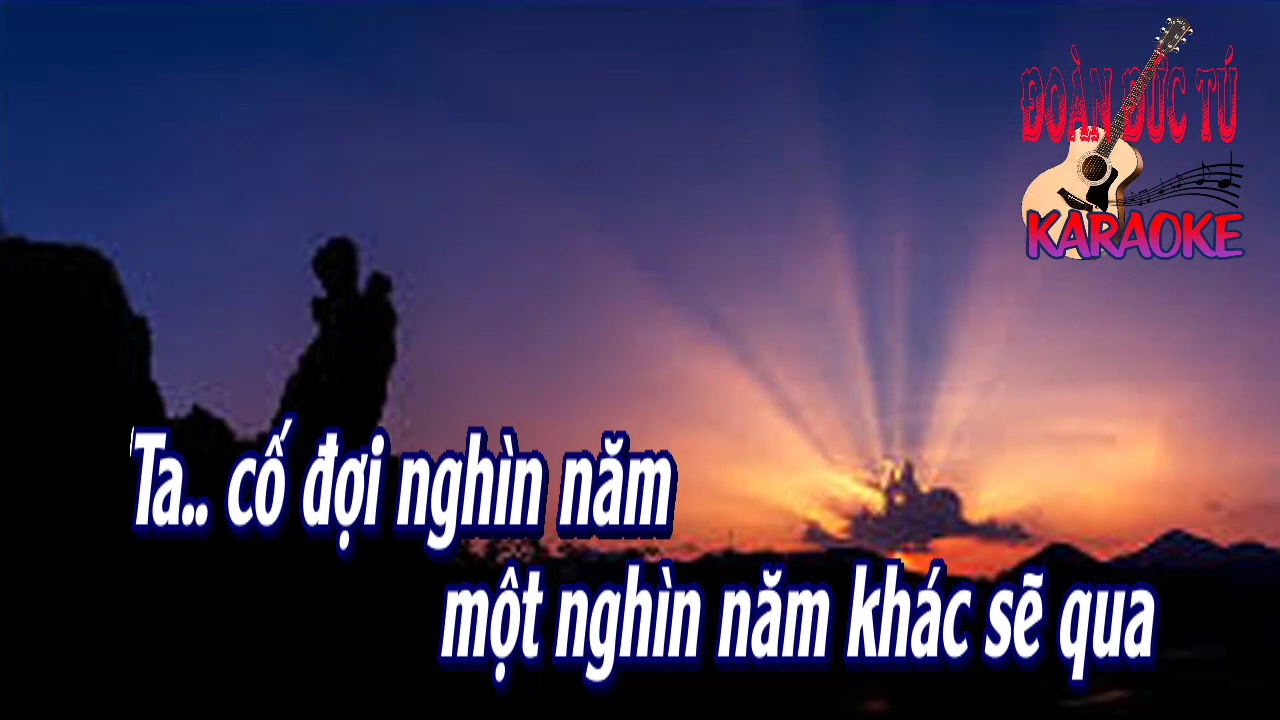 ĐOÀN ĐỨC TÚ
KARAOKE
Ta.. cố đợi nghìn năm
một nghìn năm khác sẽ qua